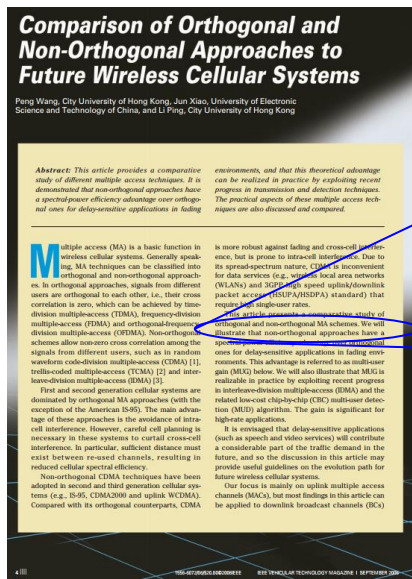 Comparison of Orthogonal and
Non-Orthogonal Approaches to
Future Wireless Cellular Systems
Peng Wang, City University of Hong Kong, Jun Xiao, University of Electronic
Science and Technology of China, and Li Ping, City University of Hong Kong
Abstract: This article provides a comparative
study of different multiple access techniques. It is
demonstrated that non-orthogonal approaches have
a spectral-power efficiency advantage over orthogo-
nal ones for delay-sensitive applications in fading
environments, and that this theoretical advantage
can be realized in practice by exploiting recent
progress in transmission and detection techniques.
The practical aspects of these multiple access tech-
niques are also discussed and compared.
Multiple access (MA) is a basic function in
wireless cellular systems. Generally speak-
ing, MA techniques can be classified into
orthogonal and non-orthogonal approach-
es. In orthogonal approaches, signals from different
users are orthogonal to each other, i.e., their cross
correlation is zero, which can be achieved by time-
division multiple-access (TDMA), frequency-division
multiple-access (FDMA) and orthogonal-frequency
division multiple-access (OFDMA). Non-orthogonal
schemes allow non-zero cross correlation among the
signals from different users, such as in random
waveform code-division multiple-access (CDMA) [1],
trellis-coded multiple-access (TCMA) [2] and inter-
leave-division multiple-access (IDMA) [3].
First and second generation cellular systems are
dominated by orthogonal MA approaches (with the
exception of the American IS-95). The main advan-
tage of these approaches is the avoidance of intra-
cell interference. However, careful cell planning is
necessary in these systems to curtail cross-cell
interference. In particular, sufficient distance must
exist between re-used channels, resulting in
reduced cellular spectral efficiency.
Non-orthogonal CDMA techniques have been
adopted in second and third generation cellular sys-
tems (e.g., IS-95, CDMA2000 and uplink WCDMA).
Compared with its orthogonal counterparts, CDMA
is more robust against fading and cross-cell interfer-
ence, but is prone to intra-cell interference. Due to
its spread-spectrum nature, CDMA is inconvenient
for data services (e.g., wireless local area networks
(WLANs) and 3GPP high speed uplink/downlink
packet access (HSUPA/HSDPA) standard) that
require high single-user rates.
This article presents a comparative study of
orthogonal and non-orthogonal MA schemes. We will
illustrate that non-orthogonal approaches have a
orthogonal
schemes for delay-sensitive applications in fading envi-
ronments. This advantage is referred to as multi-user
gain (MUG) below. We will also illustrate that MUG is
realizable in practice by exploiting recent progress
in interleave-division multiple-access (IDMA) and the
related low-cost chip-by-chip (CBC) multi-user detec-
tion (MUD) algorithm. The gain is significant for
high-rate applications.
It is envisaged that delay-sensitive applications
(such as speech and video services) will contribute
a considerable part of the traffic demand in the
future, and so the discussion in this article may
provide useful guidelines on the evolution path for
future wireless cellular systems.
Our focus is mainly on uplink multiple access
channels (MACs), but most findings in this article can
be applied to downlink broadcast channels (BCs)
4
IEEE VEHICULAR TECHNOLOGY MAGAZINE | SEPTEMBER